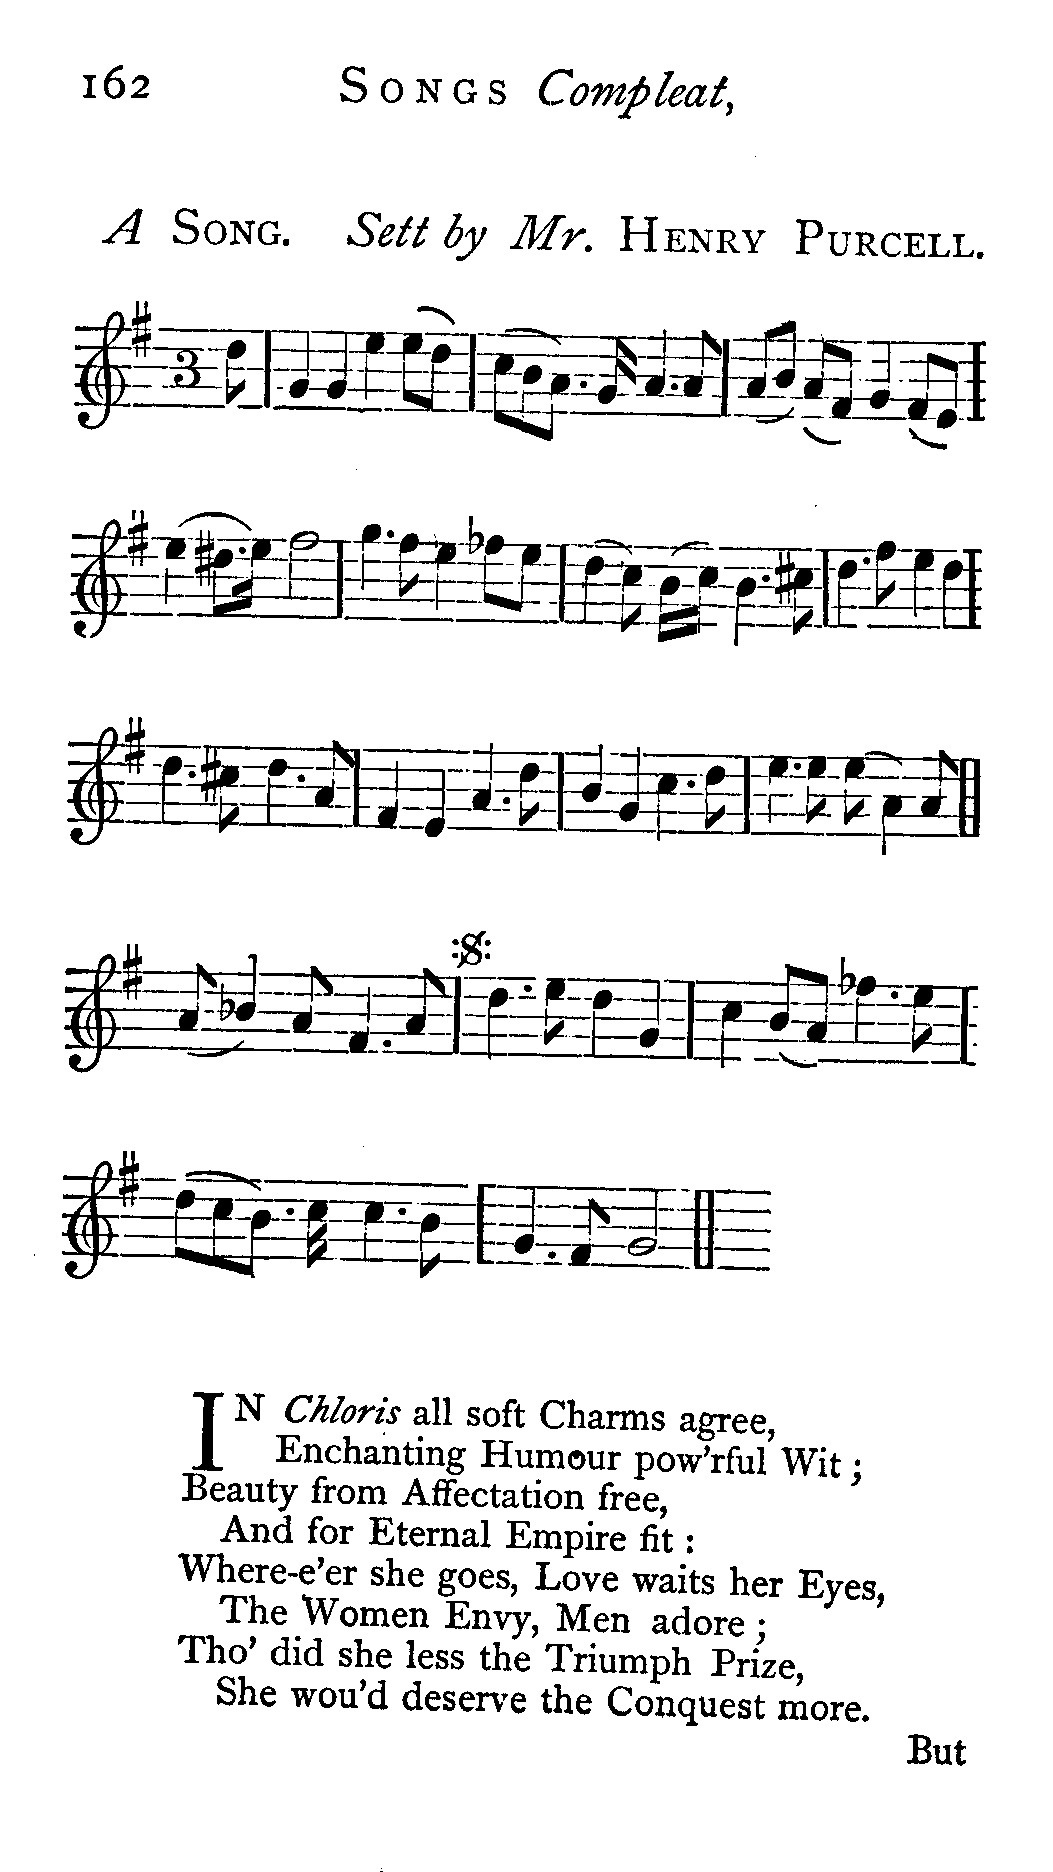 162 SONGS Compleat,
A SONG. Sett by Mr. HENRY PURCELL.
3
IN Chloris all soft Charms agree,
Enchanting Humour pow'rful Wit ;
Beauty from Affectation free,
And for Eternal Empire fit :
Where-e'er she goes, Love waits her Eyes,
The Women Envy, Men adore ;
Tho' did she less the Triumph Prize,
She wou'd deserve the Conquest more.
But